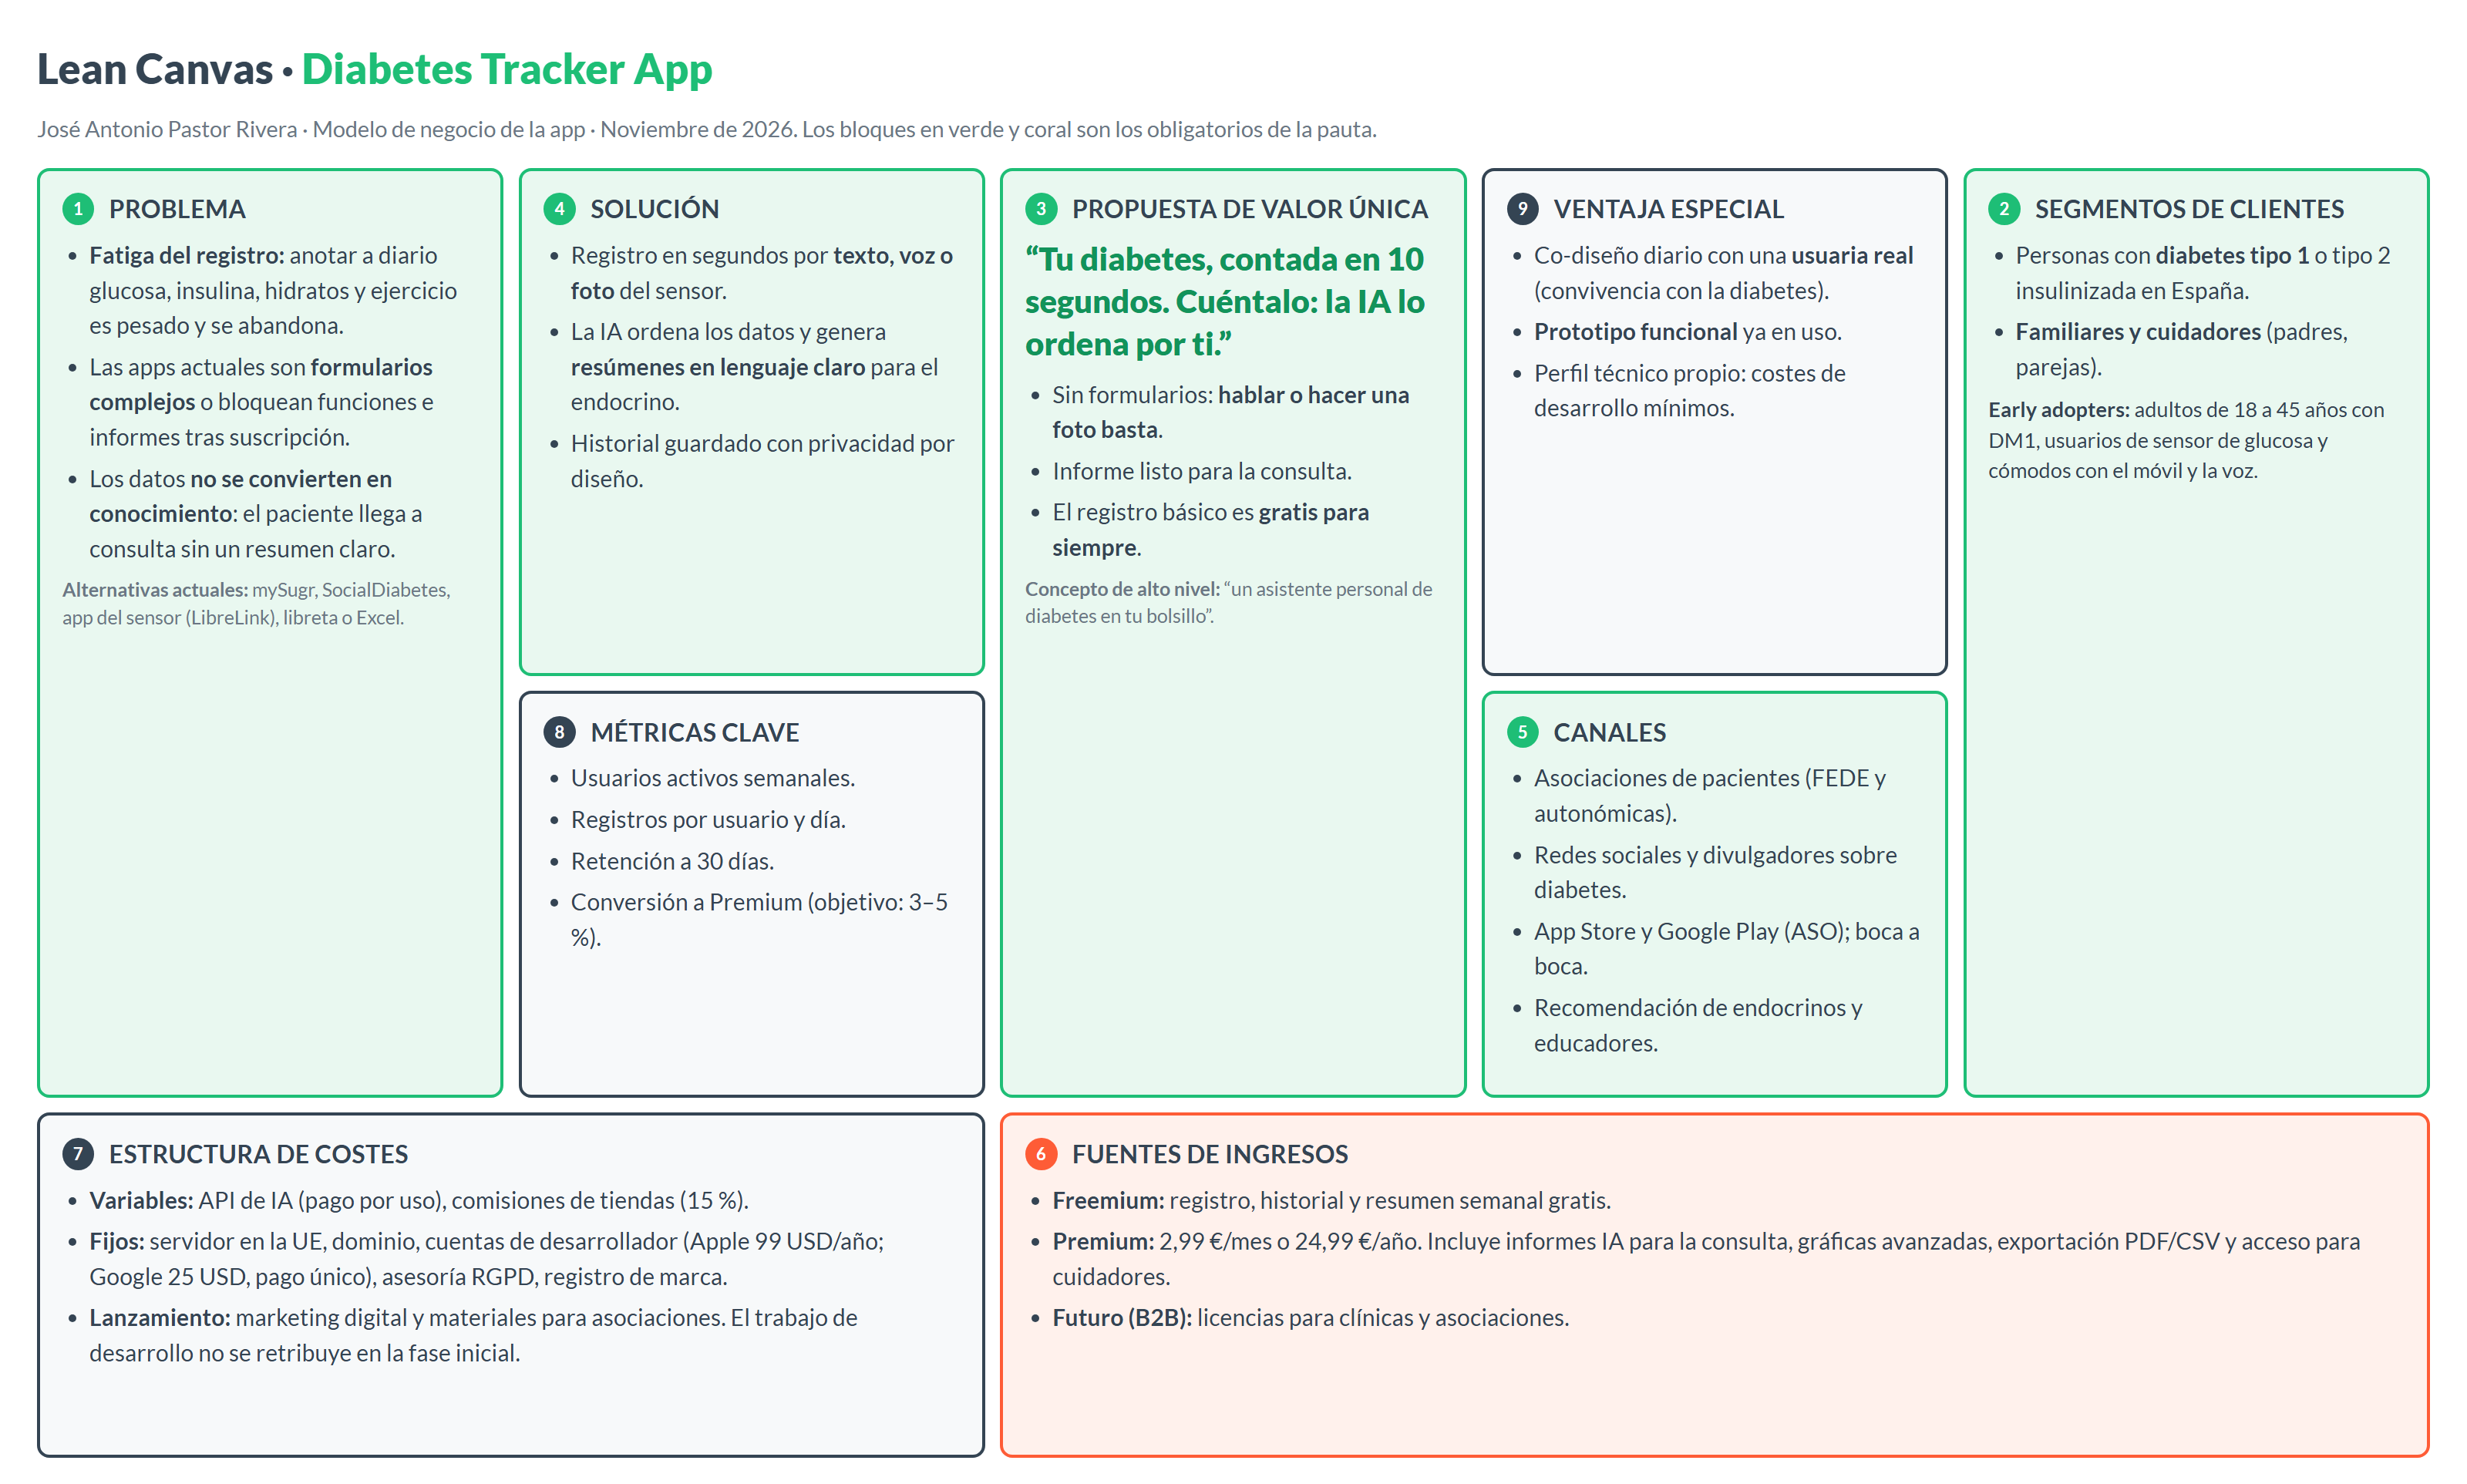 Lean Canvas · Diabetes Tracker App
José Antonio Pastor Rivera · Modelo de negocio de la app · Noviembre de 2026. Los bloques en verde y coral son los obligatorios de la pauta.
1 PROBLEMA
• Fatiga del registro: anotar a diario
glucosa, insulina, hidratos y ejercicio
es pesado y se abandona.
• Las apps actuales son formularios
complejos o bloquean funciones e
informes tras suscripción.
• Los datos no se convierten en
conocimiento: el paciente llega a
consulta sin un resumen claro.
Alternativas actuales: mySugr, SocialDiabetes,
app del sensor (LibreLink), libreta o Excel.
4 SOLUCIÓN
• Registro en segundos por texto, voz o
foto del sensor.
• La IA ordena los datos y genera
resúmenes en lenguaje claro para el
endocrino.
• Historial guardado con privacidad por
diseño.
8 MÉTRICAS CLAVE
• Usuarios activos semanales.
• Registros por usuario y día.
• Retención a 30 días.
• Conversión a Premium (objetivo: 3–5
%).
3 PROPUESTA DE VALOR ÚNICA
“Tu diabetes, contada en 10
segundos. Cuéntalo: la IA lo
ordena por ti.”
• Sin formularios: hablar o hacer una
foto basta.
• Informe listo para la consulta.
• El registro básico es gratis para
siempre.
Concepto de alto nivel: “un asistente personal de
diabetes en tu bolsillo”.
9 VENTAJA ESPECIAL
• Co-diseño diario con una usuaria real
(convivencia con la diabetes).
• Prototipo funcional ya en uso.
• Perfil técnico propio: costes de
desarrollo mínimos.
5 CANALES
• Asociaciones de pacientes (FEDE y
autonómicas).
• Redes sociales y divulgadores sobre
diabetes.
• App Store y Google Play (ASO); boca a
boca.
• Recomendación de endocrinos y
educadores.
2 SEGMENTOS DE CLIENTES
• Personas con diabetes tipo 1 o tipo 2
insulinizada en España.
• Familiares y cuidadores (padres,
parejas).
Early adopters: adultos de 18 a 45 años con
DM1, usuarios de sensor de glucosa y
cómodos con el móvil y la voz.
7 ESTRUCTURA DE COSTES
• Variables: API de IA (pago por uso), comisiones de tiendas (15 %).
• Fijos: servidor en la UE, dominio, cuentas de desarrollador (Apple 99 USD/año;
Google 25 USD, pago único), asesoría RGPD, registro de marca.
• Lanzamiento: marketing digital y materiales para asociaciones. El trabajo de
desarrollo no se retribuye en la fase inicial.
6 FUENTES DE INGRESOS
• Freemium: registro, historial y resumen semanal gratis.
• Premium: 2,99 €/mes o 24,99 €/año. Incluye informes IA para la consulta, gráficas avanzadas, exportación PDF/CSV y acceso para
cuidadores.
• Futuro (B2B): licencias para clínicas y asociaciones.